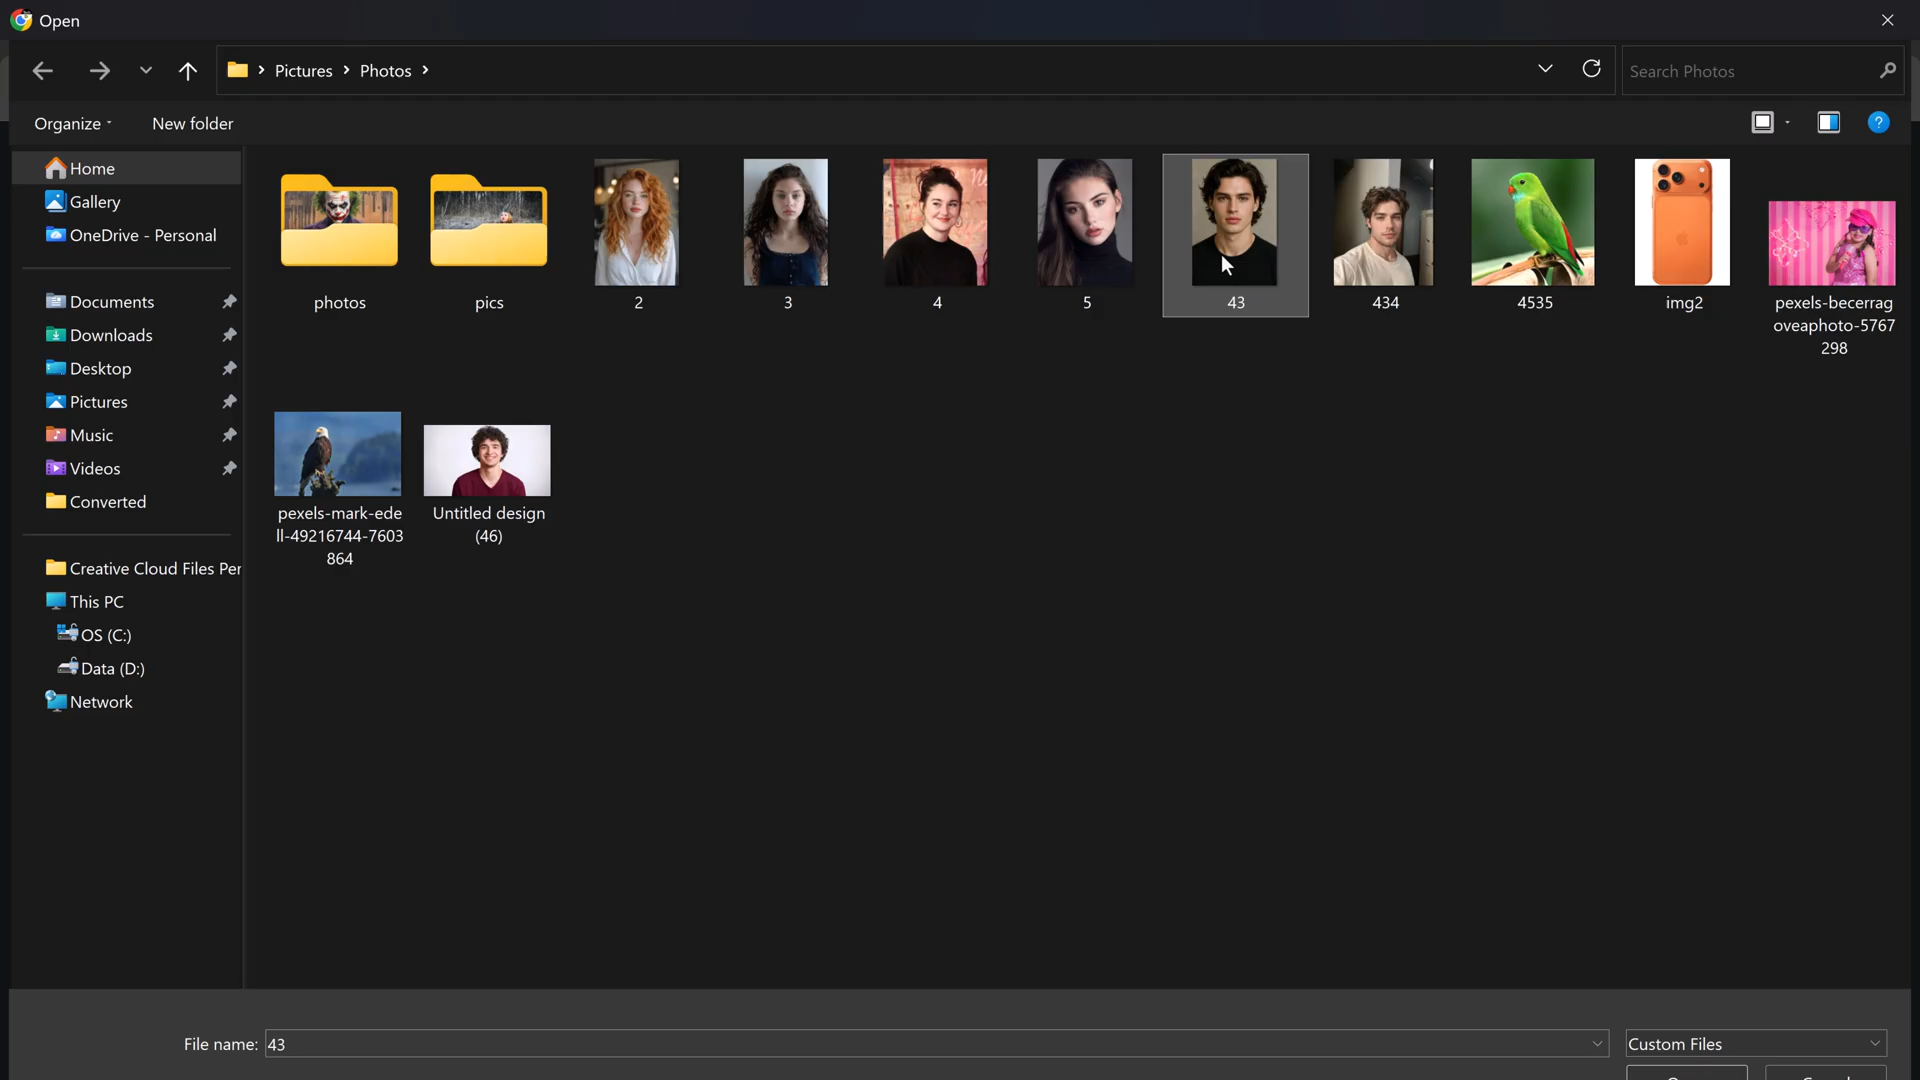 Open
Pictures
Photos
Search Photos
Organize
New folder
Home
Gallery
OneDrive - Personal
Documents
Downloads
Desktop
Pictures
Music
Videos
Converted
Creative Cloud Files Per
This PC
OS (C:)
Data (D:)
Network
photos
pics
2
3
4
5
43
434
4535
img2
pexels-becerrag
oveaphoto-5767
298
pexels-mark-ede
ll-49216744-7603
864
Untitled design
(46)
File name:
43
Custom Files